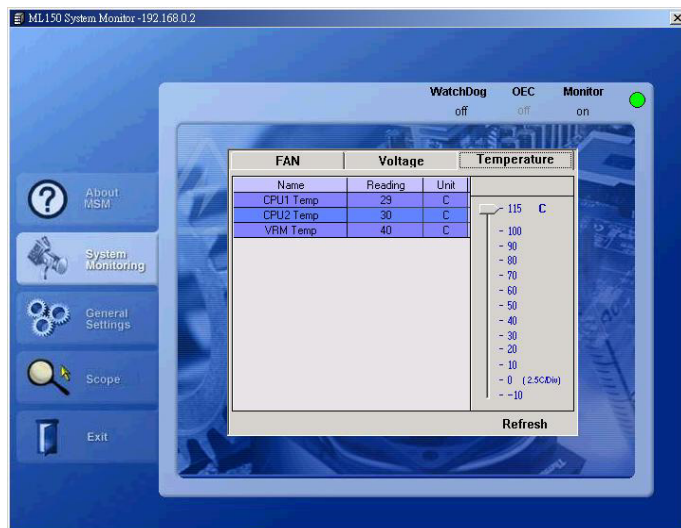 ML150 System Monitor -192.168.0.2
WatchDog OEC Monitor
off off on
FAN Voltage Temperature
Name Reading Unit
CPU1 Temp 29 C
CPU2 Temp 30 C
VRM Temp 40 C
115 C
- 100
- 90
- 80
- 70
- 60
- 50
- 40
- 30
- 20
- 10
- 0 (2.5C/Div)
- -10
Refresh
About
MSM
System
Monitoring
General
Settings
Scope
Exit